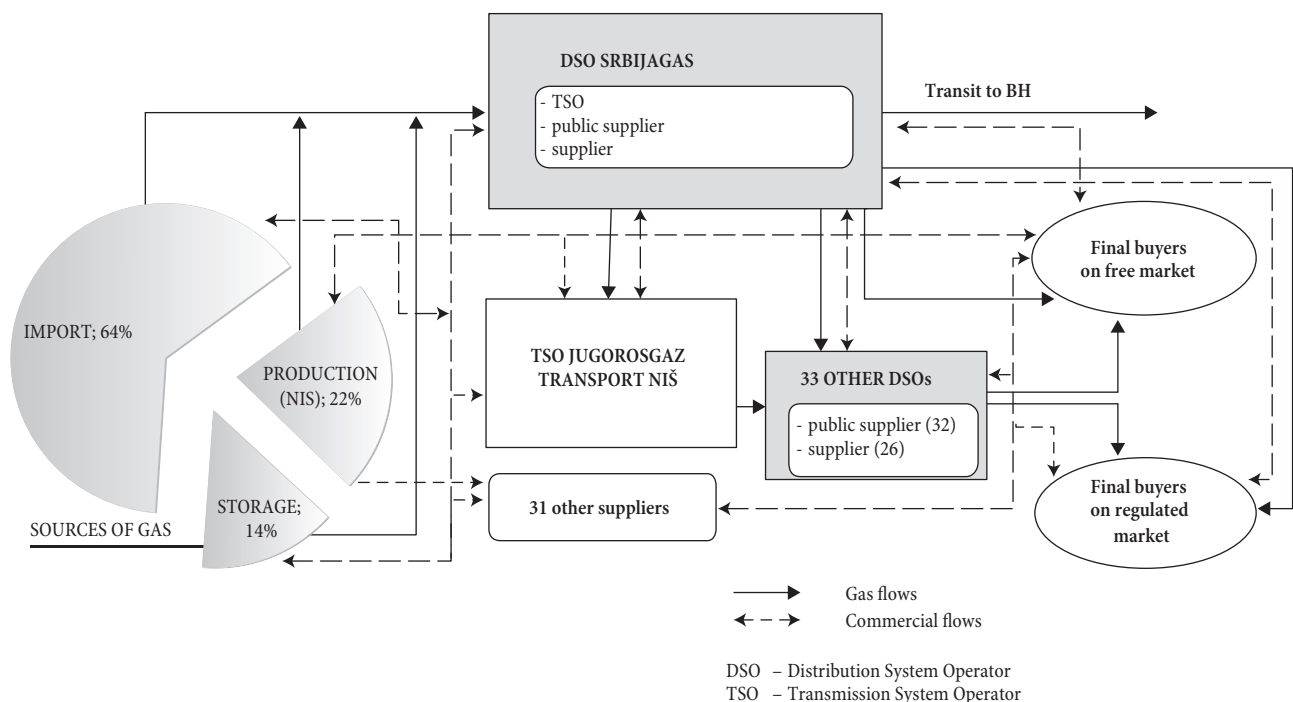 DSO SRBIJAGAS
- TSO
- public supplier
- supplier
Transit to BH
Final buyers
on free market
IMPORT; 64%
PRODUCTION
(NIS); 22%
TSO JUGOROSGAZ
TRANSPORT NIŠ
33 OTHER DSOs
- public supplier (32)
- supplier (26)
STORAGE;
14%
SOURCES OF GAS
31 other suppliers
Final buyers
on regulated
market
Gas flows
Commercial flows
DSO – Distribution System Operator
TSO – Transmission System Operator